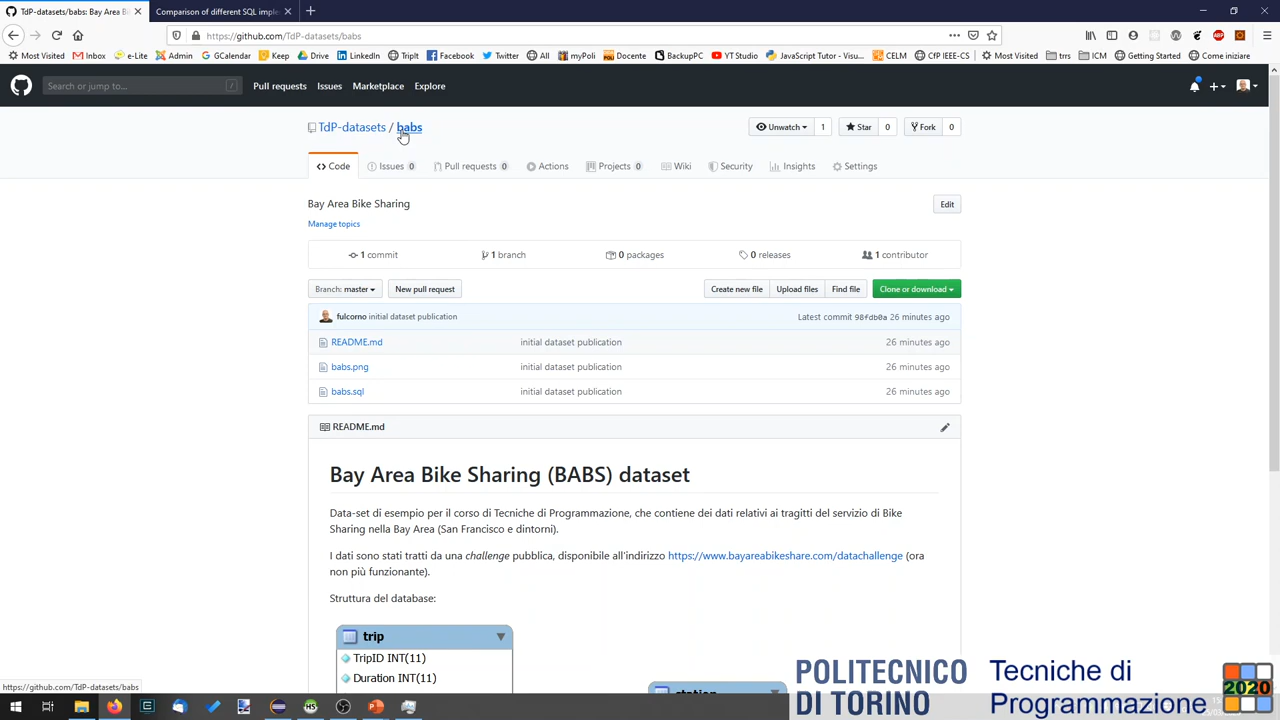 TdP-datasets/babs: Bay Area Bi
Comparison of different SQL imple
https://github.com/TdP-datasets/babs
Most Visited
Inbox
e-Lite
Admin
GCalendar
Keep
Drive
LinkedIn
TripIt
Facebook
Twitter
All
myPoli
Docente
BackupPC
YT Studio
JavaScript Tutorial - Visu...
CELM
CfP IEEE-CS
Most Visited
trrs
ICM
Getting Started
Come iniziare
Search or jump to...
/
Pull requests
Issues
Marketplace
Explore
TdP-datasets / babs
Unwatch 1
Star 0
Fork 0
Code
Issues 0
Pull requests 0
Actions
Projects 0
Wiki
Security
Insights
Settings
Bay Area Bike Sharing
Edit
Manage topics
1 commit
1 branch
0 packages
0 releases
1 contributor
Branch: master
New pull request
Create new file
Upload files
Find file
Clone or download
fulcorno initial dataset publication
Latest commit 98fdb0a 26 minutes ago
README.md initial dataset publication 26 minutes ago
babs.png initial dataset publication 26 minutes ago
babs.sql initial dataset publication 26 minutes ago
README.md
Bay Area Bike Sharing (BABS) dataset
Data-set di esempio per il corso di Tecniche di Programmazione, che contiene dei dati relativi ai tragitti del servizio di Bike
Sharing nella Bay Area (San Francisco e dintorni).
I dati sono stati tratti da una challenge pubblica, disponibile all'indirizzo https://www.bayareabikeshare.com/datachallenge (ora
non più funzionante).
Struttura del database:
trip
TripID INT(11)
Duration INT(11)
station
https://github.com/TdP-datasets/babs
POLITECNICO
DI TORINO
Tecniche di
Programmazione
2020